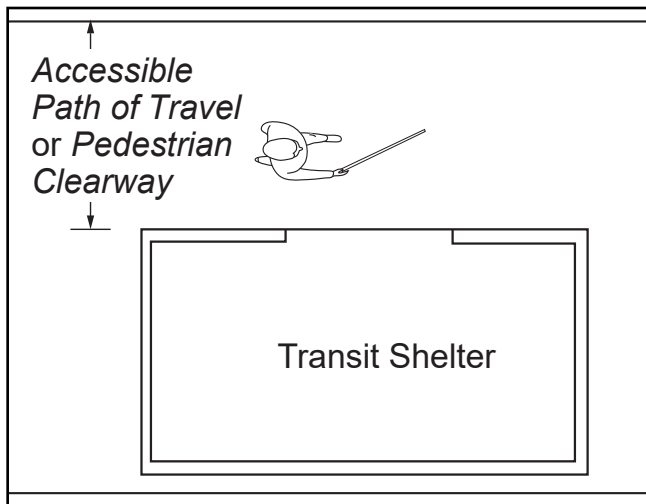 Accessible
Path of Travel
or Pedestrian
Clearway
Transit Shelter